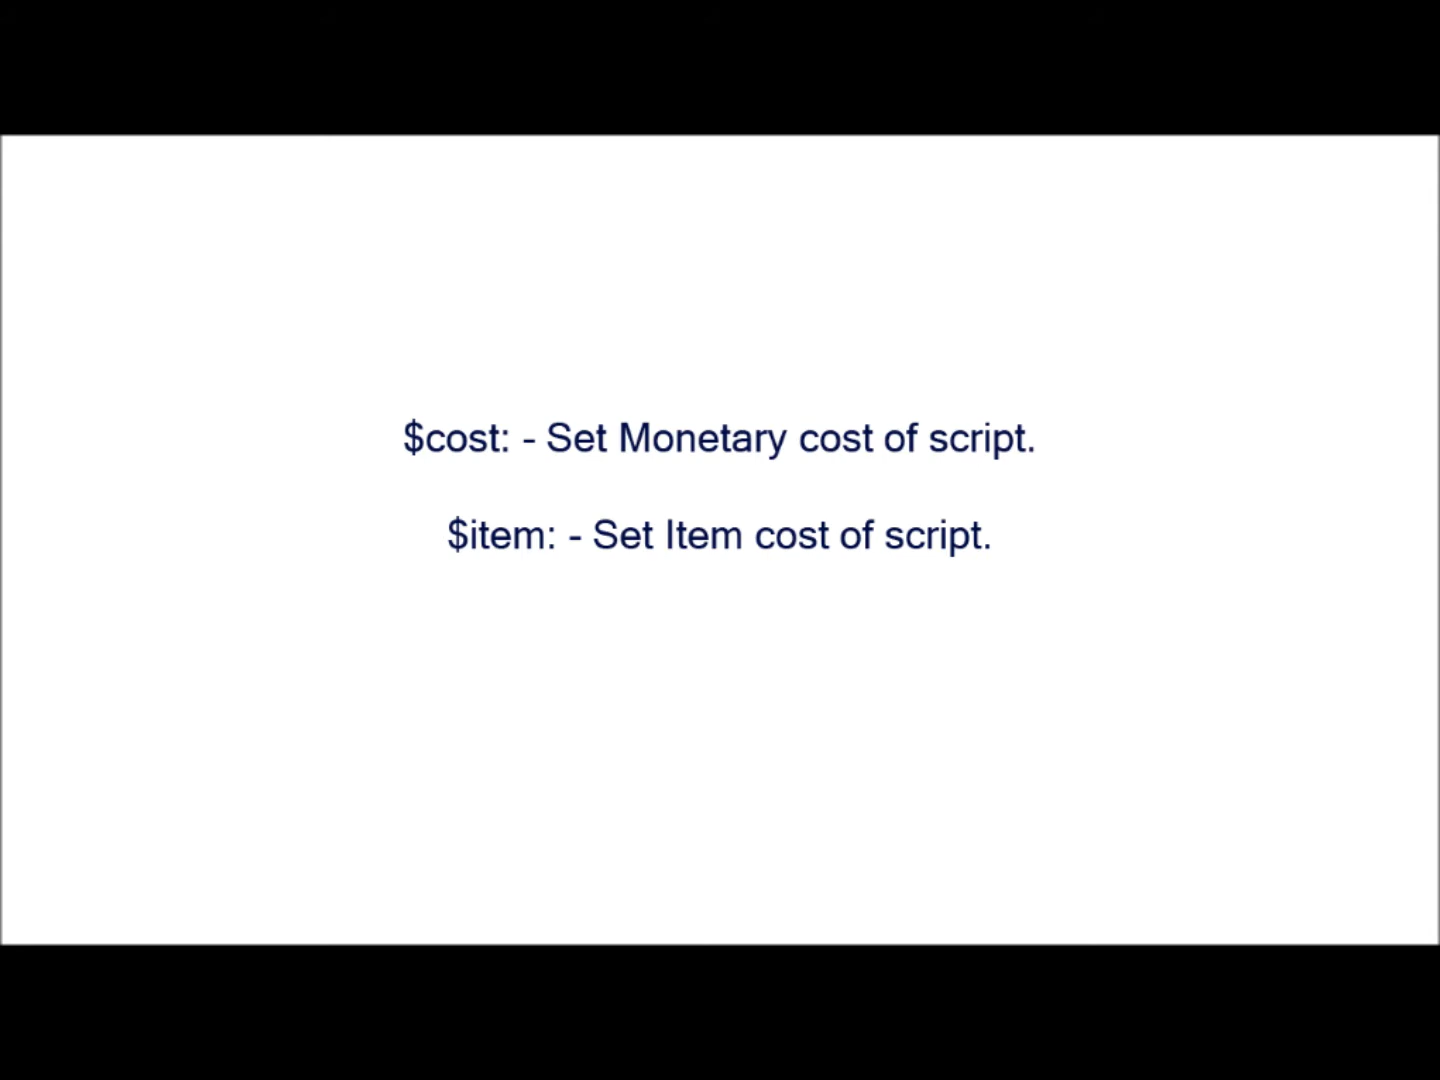 $cost: - Set Monetary cost of script.
$item: - Set Item cost of script.